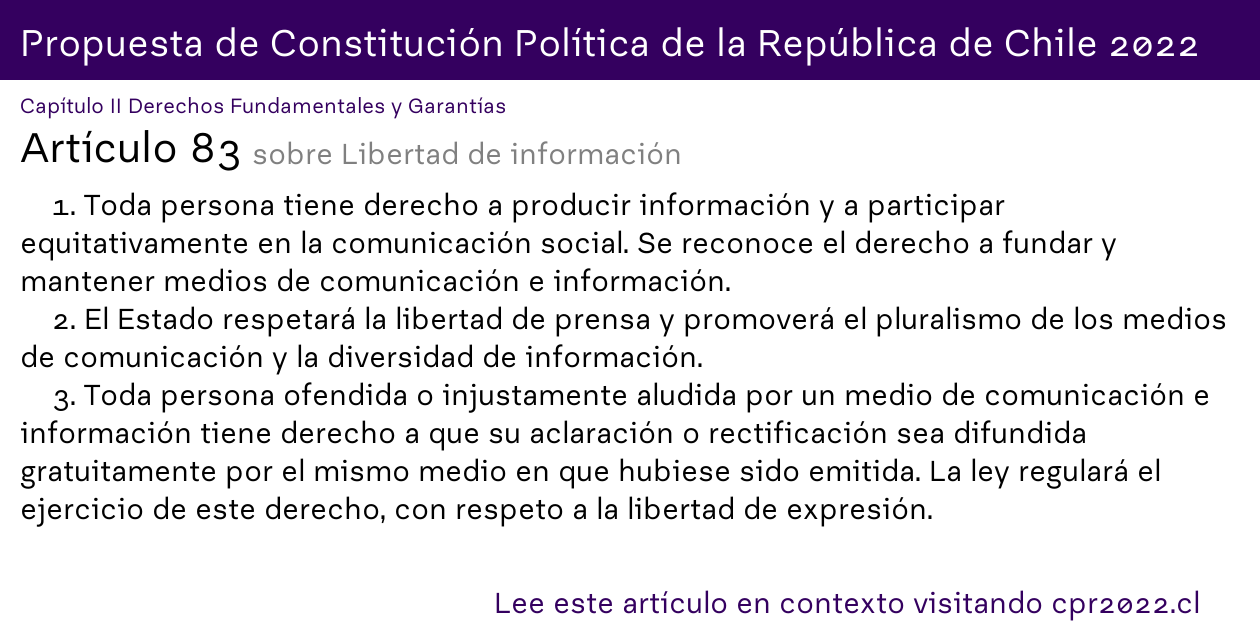 Propuesta de Constitución Política de la República de Chile 2022
Capítulo II Derechos Fundamentales y Garantías
Artículo 83 sobre Libertad de información
1. Toda persona tiene derecho a producir información y a participar
equitativamente en la comunicación social. Se reconoce el derecho a fundar y
mantener medios de comunicación e información.
2. El Estado respetará la libertad de prensa y promoverá el pluralismo de los medios
de comunicación y la diversidad de información.
3. Toda persona ofendida o injustamente aludida por un medio de comunicación e
información tiene derecho a que su aclaración o rectificación sea difundida
gratuitamente por el mismo medio en que hubiese sido emitida. La ley regulará el
ejercicio de este derecho, con respeto a la libertad de expresión.
Lee este artículo en contexto visitando cpr2022.cl